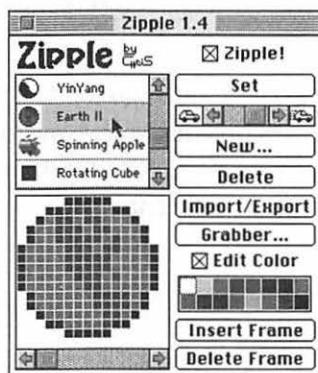 Zipple 1.4
Zipple by
Zipple!
YinYang
Earth II
Spinning Apple
Rotating Cube
Set
New...
Delete
Import/Export
Grabber...
Edit Color
Insert Frame
Delete Frame